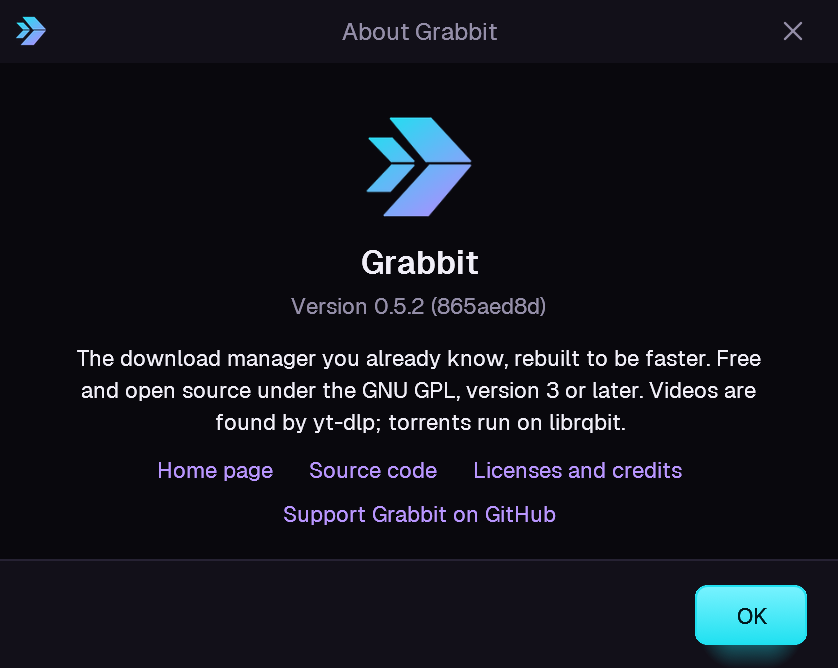 About Grabbit
Grabbit
Version 0.5.2 (865aed8d)
The download manager you already know, rebuilt to be faster. Free
and open source under the GNU GPL, version 3 or later. Videos are
found by yt-dlp; torrents run on librqbit.
Home page Source code Licenses and credits
Support Grabbit on GitHub
OK